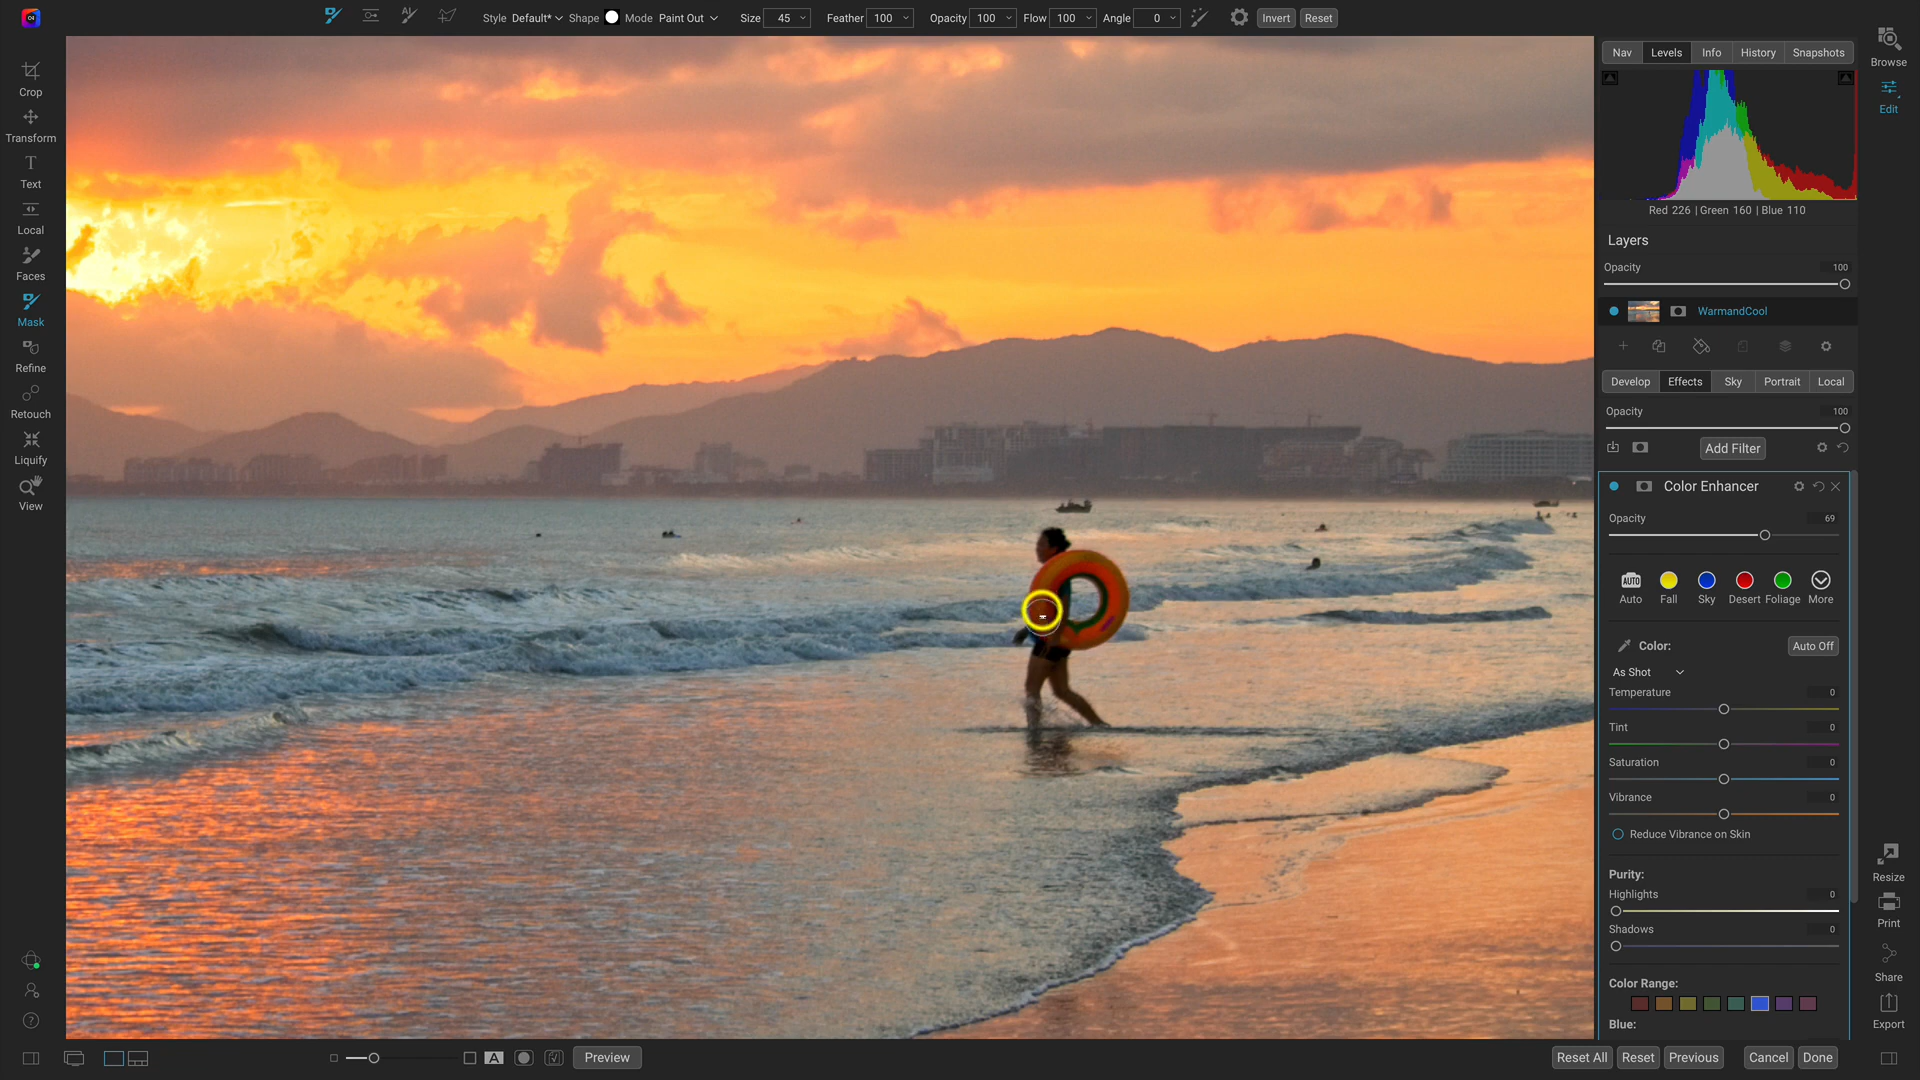 Style Default* Shape Mode Paint Out Size 45 Feather 100 Opacity 100 Flow 100 Angle 0 Invert Reset
Crop
Transform
Text
Local
Faces
Mask
Refine
Retouch
Liquify
View
Nav Levels Info History Snapshots
Red 226 | Green 160 | Blue 110
Layers
Opacity 100
WarmandCool
Develop Effects Sky Portrait Local
Opacity 100
Add Filter
Color Enhancer
Opacity 69
AUTO
Auto Fall Sky Desert Foliage More
Color: Auto Off
As Shot
Temperature 0
Tint 0
Saturation 0
Vibrance 0
Reduce Vibrance on Skin
Purity:
Highlights 0
Shadows 0
Color Range:
Blue:
Browse
Edit
Resize
Print
Share
Export
A Preview
Reset All Reset Previous Cancel Done